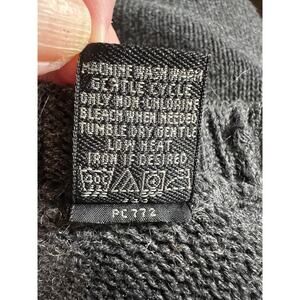 MACHINE WASH WARM
GENTLE CYCLE
ONLY NON-CHLORINE
BLEACH WHEN NEEDED
TUMBLE DRY GENTLE
LOW HEAT
IRON IF DESIRED
40C
PC772